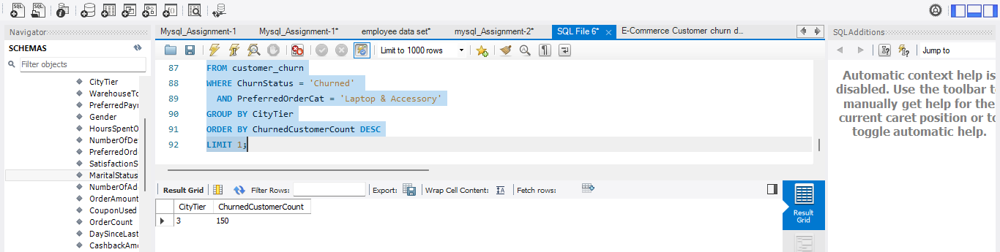 Navigator
SCHEMAS
Filter objects
CityTier
WarehouseTo
PreferredPay
Gender
HoursSpentO
NumberOfDe
PreferredOrd
SatisfactionS
MaritalStatus
NumberOfAd
OrderAmount
CouponUsed
OrderCount
DaySinceLast
CashbackAmo
Mysql_Assignment-1
Mysql_Assignment-1*
employee data set*
mysql_Assignment-2*
SQL File 6*
E-Commerce Customer churn d...
Limit to 1000 rows
87 FROM customer_churn
88 WHERE ChurnStatus = 'Churned'
89 AND PreferredOrderCat = 'Laptop & Accessory'
90 GROUP BY CityTier
91 ORDER BY ChurnedCustomerCount DESC
92 LIMIT 1;
Result Grid
Filter Rows:
Export:
Wrap Cell Content:
Fetch rows:
CityTier ChurnedCustomerCount
3 150
Result
Grid
SQLAdditions
Jump to
Automatic context help is
disabled. Use the toolbar to
manually get help for the
current caret position or to
toggle automatic help.